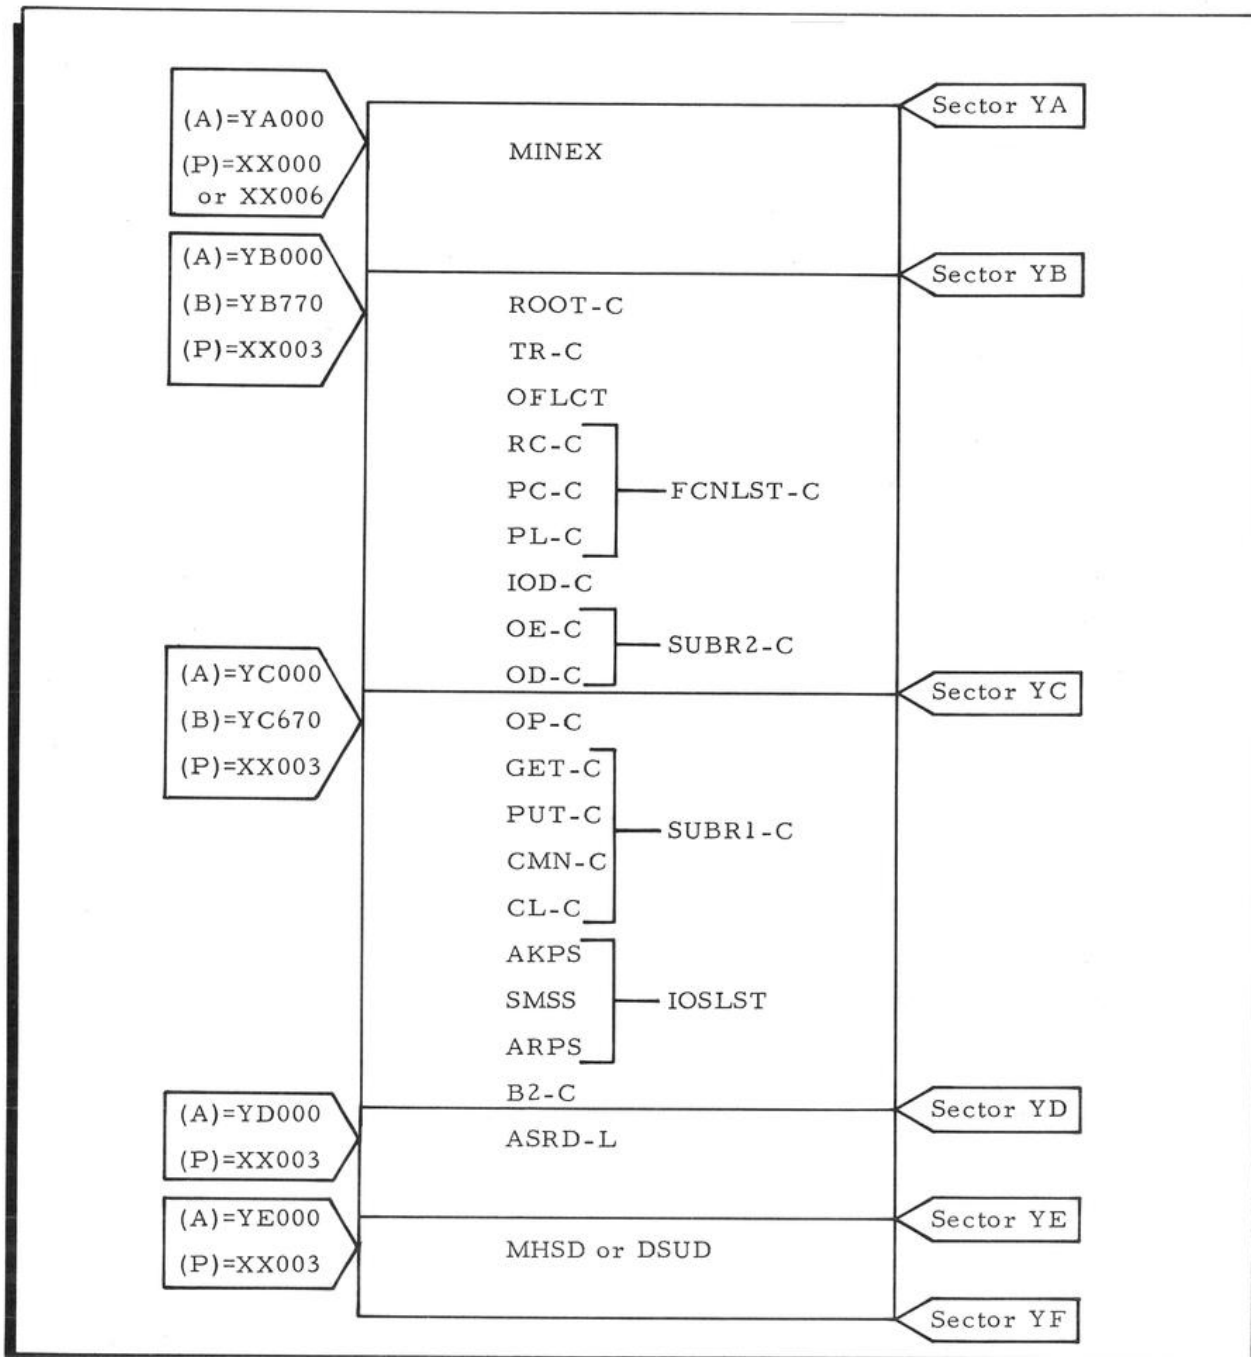 (A)=YA000
(P)=XX000
or XX006
Sector YA
MINEX
(A)=YB000
(B)=YB770
(P)=XX003
Sector YB
ROOT-C
TR-C
OFLCT
RC-C
PC-C
PL-C
FCNLST-C
IOD-C
OE-C
OD-C
SUBR2-C
(A)=YC000
(B)=YC670
(P)=XX003
Sector YC
OP-C
GET-C
PUT-C
CMN-C
CL-C
SUBR1-C
AKPS
SMSS
ARPS
IOSLST
B2-C
(A)=YD000
(P)=XX003
Sector YD
ASRD-L
(A)=YE000
(P)=XX003
Sector YE
MHSD or DSUD
Sector YF